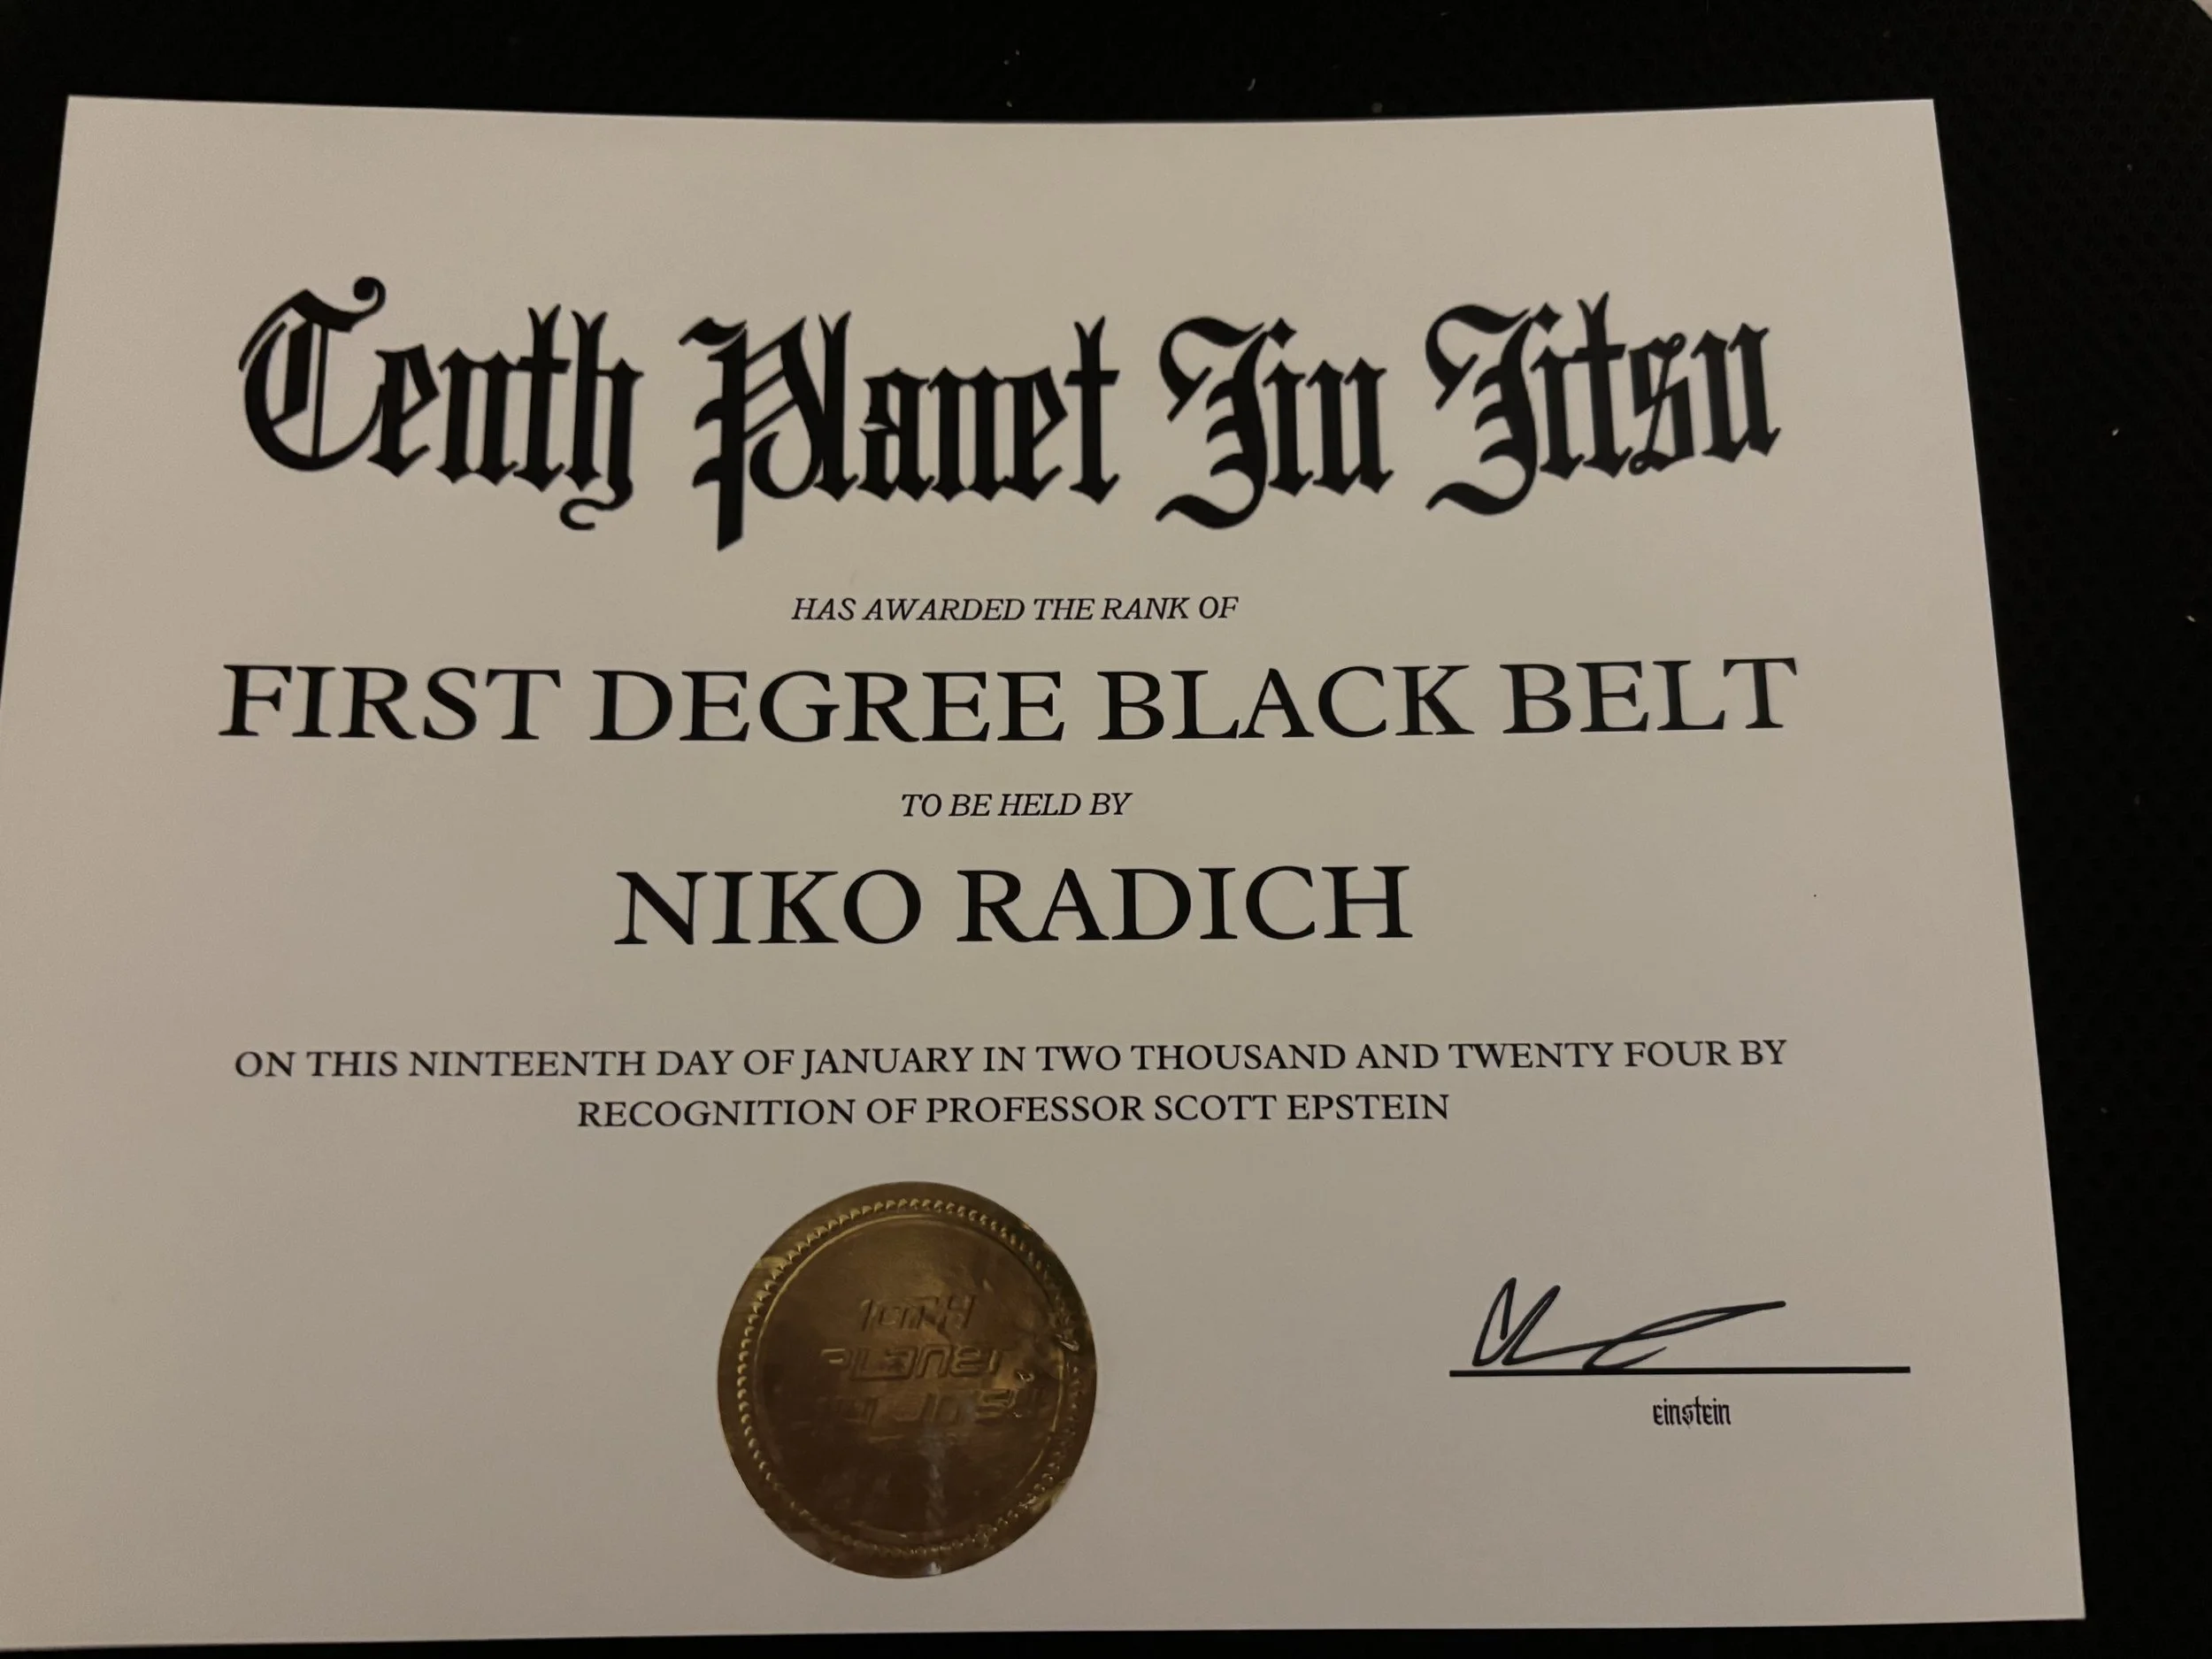 Tenth Planet Jiu Jitsu
HAS AWARDED THE RANK OF
FIRST DEGREE BLACK BELT
TO BE HELD BY
NIKO RADICH
ON THIS NINTEENTH DAY OF JANUARY IN TWO THOUSAND AND TWENTY FOUR BY
RECOGNITION OF PROFESSOR SCOTT EPSTEIN
10TH
PLANET
einstein